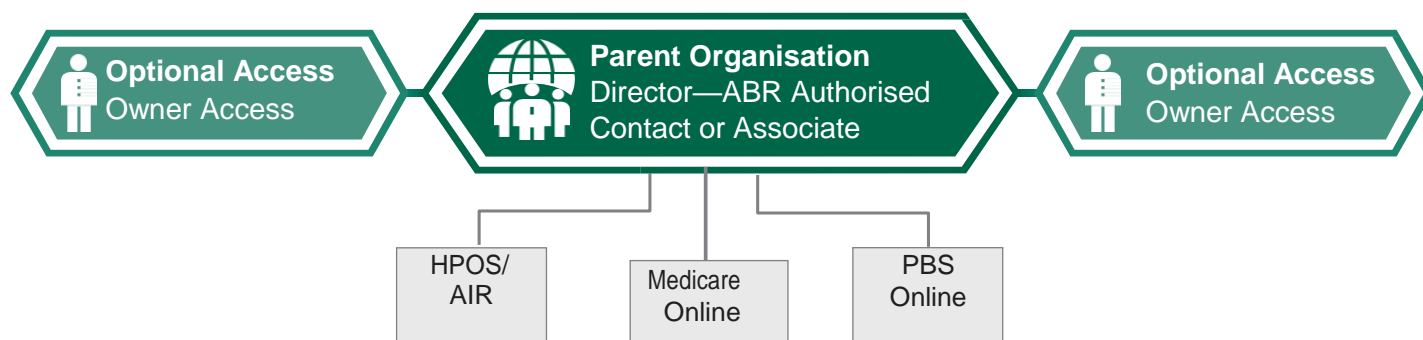 Optional Access
Owner Access
Parent Organisation
Director—ABR Authorised
Contact or Associate
Optional Access
Owner Access
HPOS/
AIR
Medicare
Online
PBS
Online